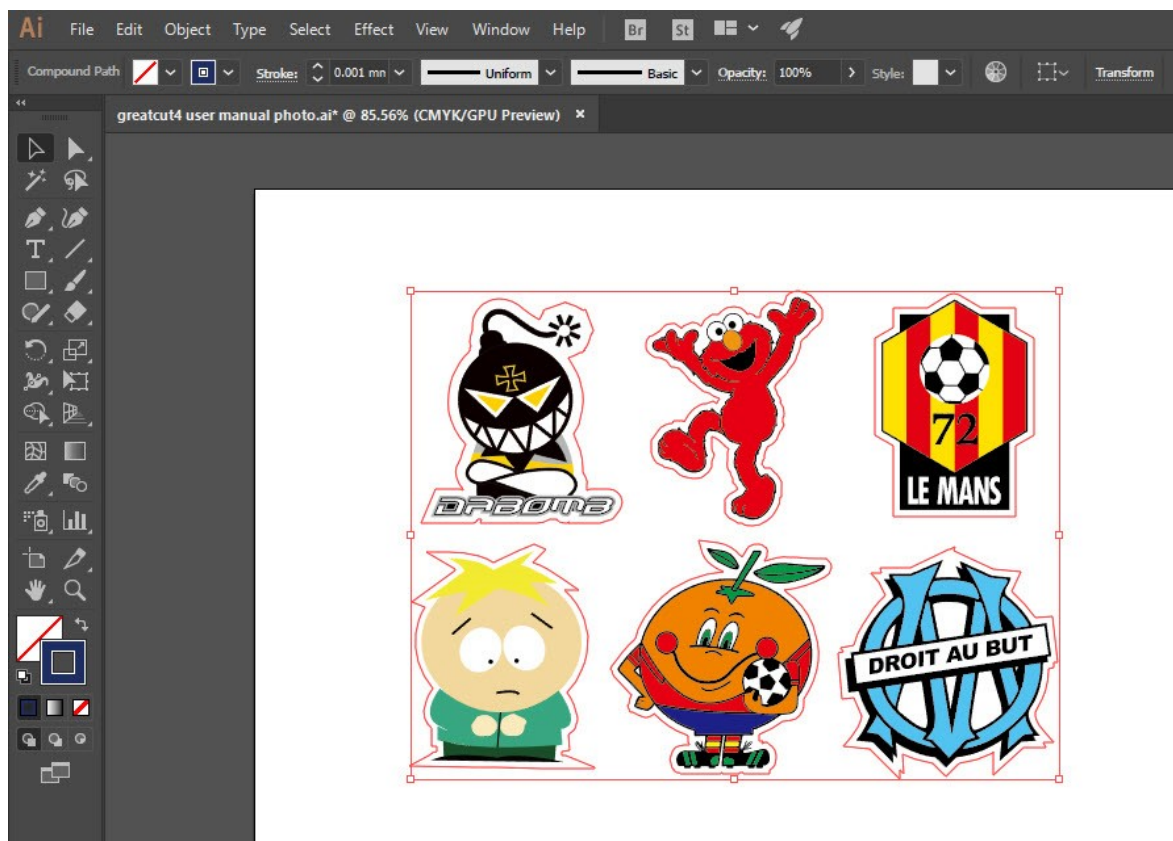 Ai File Edit Object Type Select Effect View Window Help Br St
Compound Path Stroke: 0.001 mm Uniform Basic Opacity: 100% Style: Transform
greatcut4 user manual photo.ai* @ 85.56% (CMYK/GPU Preview) ×
72
LE MANS
DABOMB
DROIT AU BUT